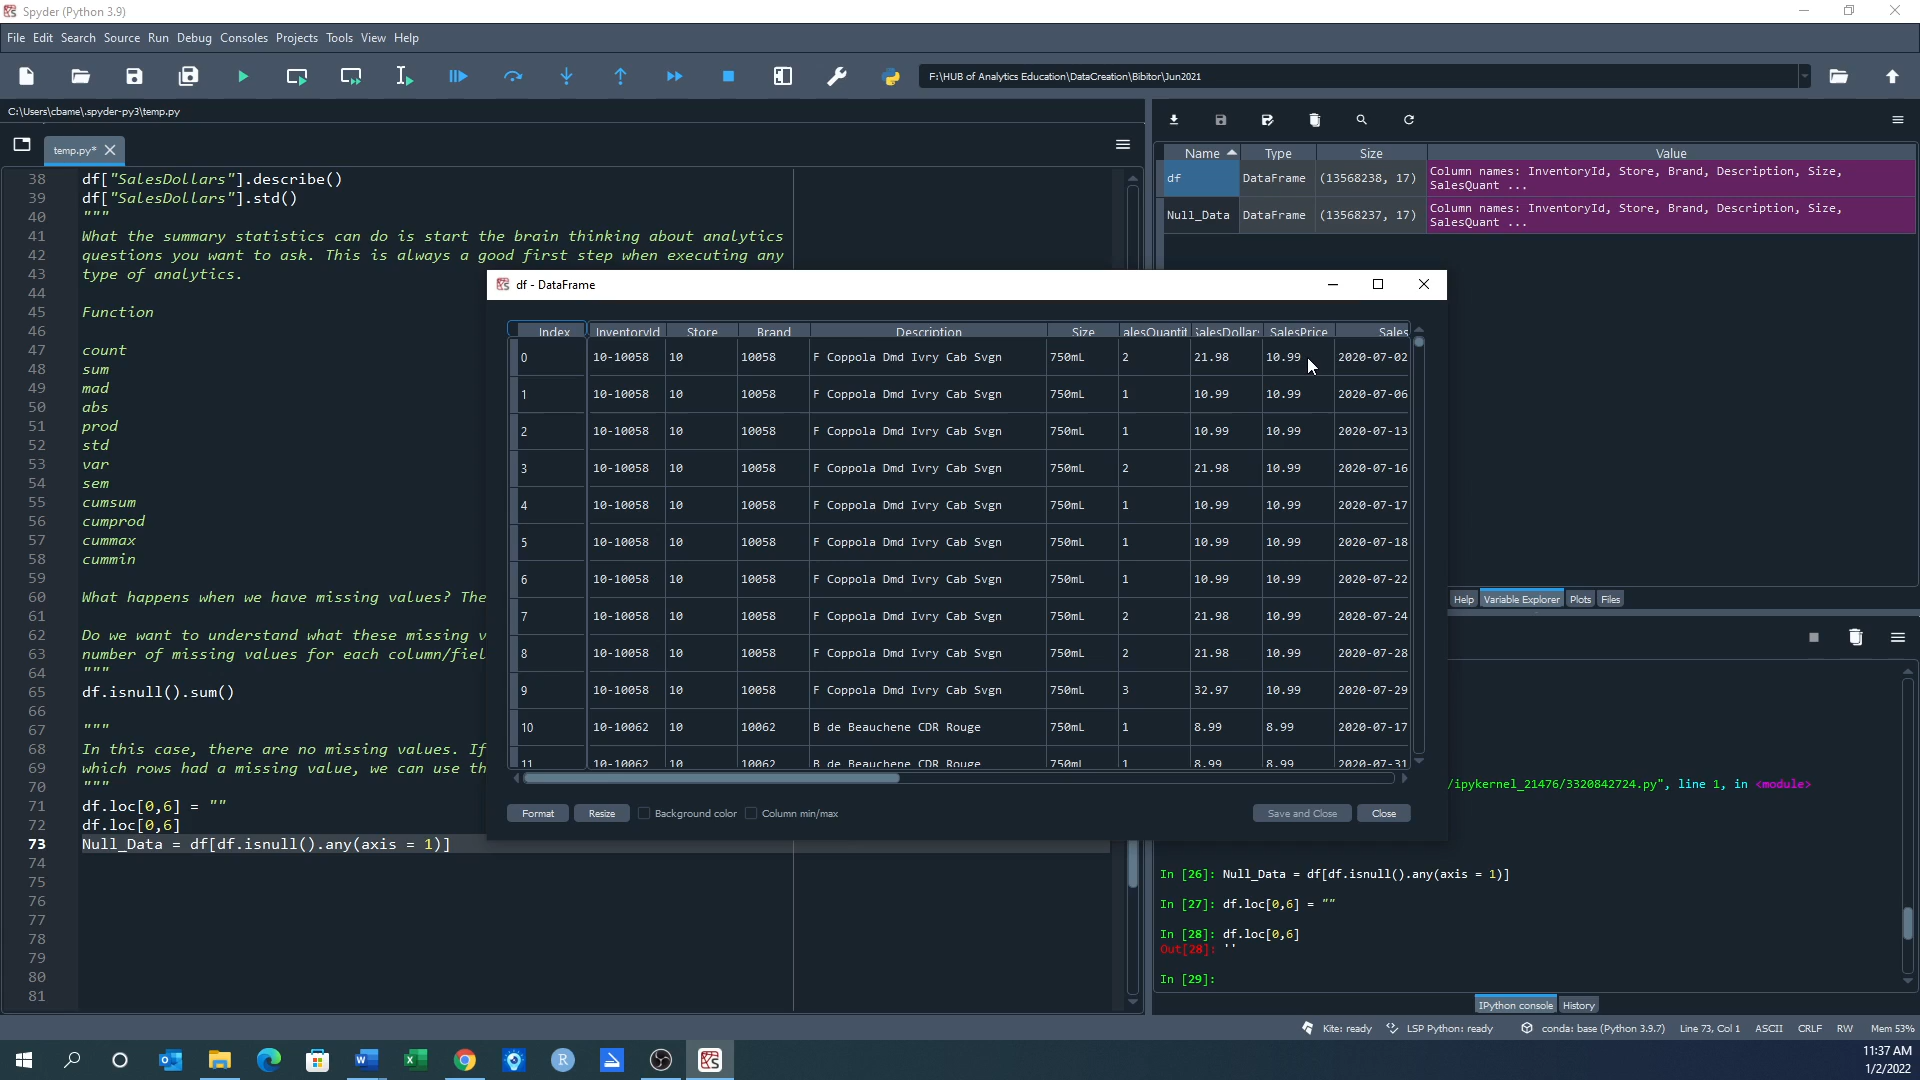 Spyder (Python 3.9)
File Edit Search Source Run Debug Consoles Projects Tools View Help
F:\HUB of Analytics Education\DataCreation\Bibitor\Jun2021
C:\Users\cbame\.spyder-py3\temp.py
temp.py*
38 df["SalesDollars"].describe()
39 df["SalesDollars"].std()
40 """
41 What the summary statistics can do is start the brain thinking about analytics
42 questions you want to ask. This is always a good first step when executing any
43 type of analytics.
44
45 Function
46
47 count
48 sum
49 mad
50 abs
51 prod
52 std
53 var
54 sem
55 cumsum
56 cumprod
57 cummax
58 cummin
59
60 What happens when we have missing values? The
61
62 Do we want to understand what these missing v
63 number of missing values for each column/fiel
64 """
65 df.isnull().sum()
66
67 """
68 In this case, there are no missing values. If
69 which rows had a missing value, we can use th
70 """
71 df.loc[0,6] = ""
72 df.loc[0,6]
73 Null_Data = df[df.isnull().any(axis = 1)]
74
75
76
77
78
79
80
81
Name Type Size Value
df DataFrame (13568238, 17) Column names: InventoryId, Store, Brand, Description, Size,
SalesQuant ...
Null_Data DataFrame (13568237, 17) Column names: InventoryId, Store, Brand, Description, Size,
SalesQuant ...
df - DataFrame
Index InventoryId Store Brand Description Size alesQuantit SalesDollar: SalesPrice Sales
0 10-10058 10 10058 F Coppola Dmd Ivry Cab Svgn 750mL 2 21.98 10.99 2020-07-02
1 10-10058 10 10058 F Coppola Dmd Ivry Cab Svgn 750mL 1 10.99 10.99 2020-07-06
2 10-10058 10 10058 F Coppola Dmd Ivry Cab Svgn 750mL 1 10.99 10.99 2020-07-13
3 10-10058 10 10058 F Coppola Dmd Ivry Cab Svgn 750mL 2 21.98 10.99 2020-07-16
4 10-10058 10 10058 F Coppola Dmd Ivry Cab Svgn 750mL 1 10.99 10.99 2020-07-17
5 10-10058 10 10058 F Coppola Dmd Ivry Cab Svgn 750mL 1 10.99 10.99 2020-07-18
6 10-10058 10 10058 F Coppola Dmd Ivry Cab Svgn 750mL 1 10.99 10.99 2020-07-22
7 10-10058 10 10058 F Coppola Dmd Ivry Cab Svgn 750mL 2 21.98 10.99 2020-07-24
8 10-10058 10 10058 F Coppola Dmd Ivry Cab Svgn 750mL 2 21.98 10.99 2020-07-28
9 10-10058 10 10058 F Coppola Dmd Ivry Cab Svgn 750mL 3 32.97 10.99 2020-07-29
10 10-10062 10 10062 B de Beauchene CDR Rouge 750mL 1 8.99 8.99 2020-07-17
11 10-10062 10 10062 B de Beauchene CDR Rouge 750mL 1 8.99 8.99 2020-07-31
Format Resize Background color Column min/max Save and Close Close
Help Variable Explorer Plots Files
/ipykernel_21476/3320842724.py", line 1, in <module>
In [26]: Null_Data = df[df.isnull().any(axis = 1)]
In [27]: df.loc[0,6] = ""
In [28]: df.loc[0,6]
Out[28]: ''
In [29]:
IPython console History
Kite: ready LSP Python: ready conda: base (Python 3.9.7) Line 73, Col 1 ASCII CRLF RW Mem 53%
11:37 AM
1/2/2022